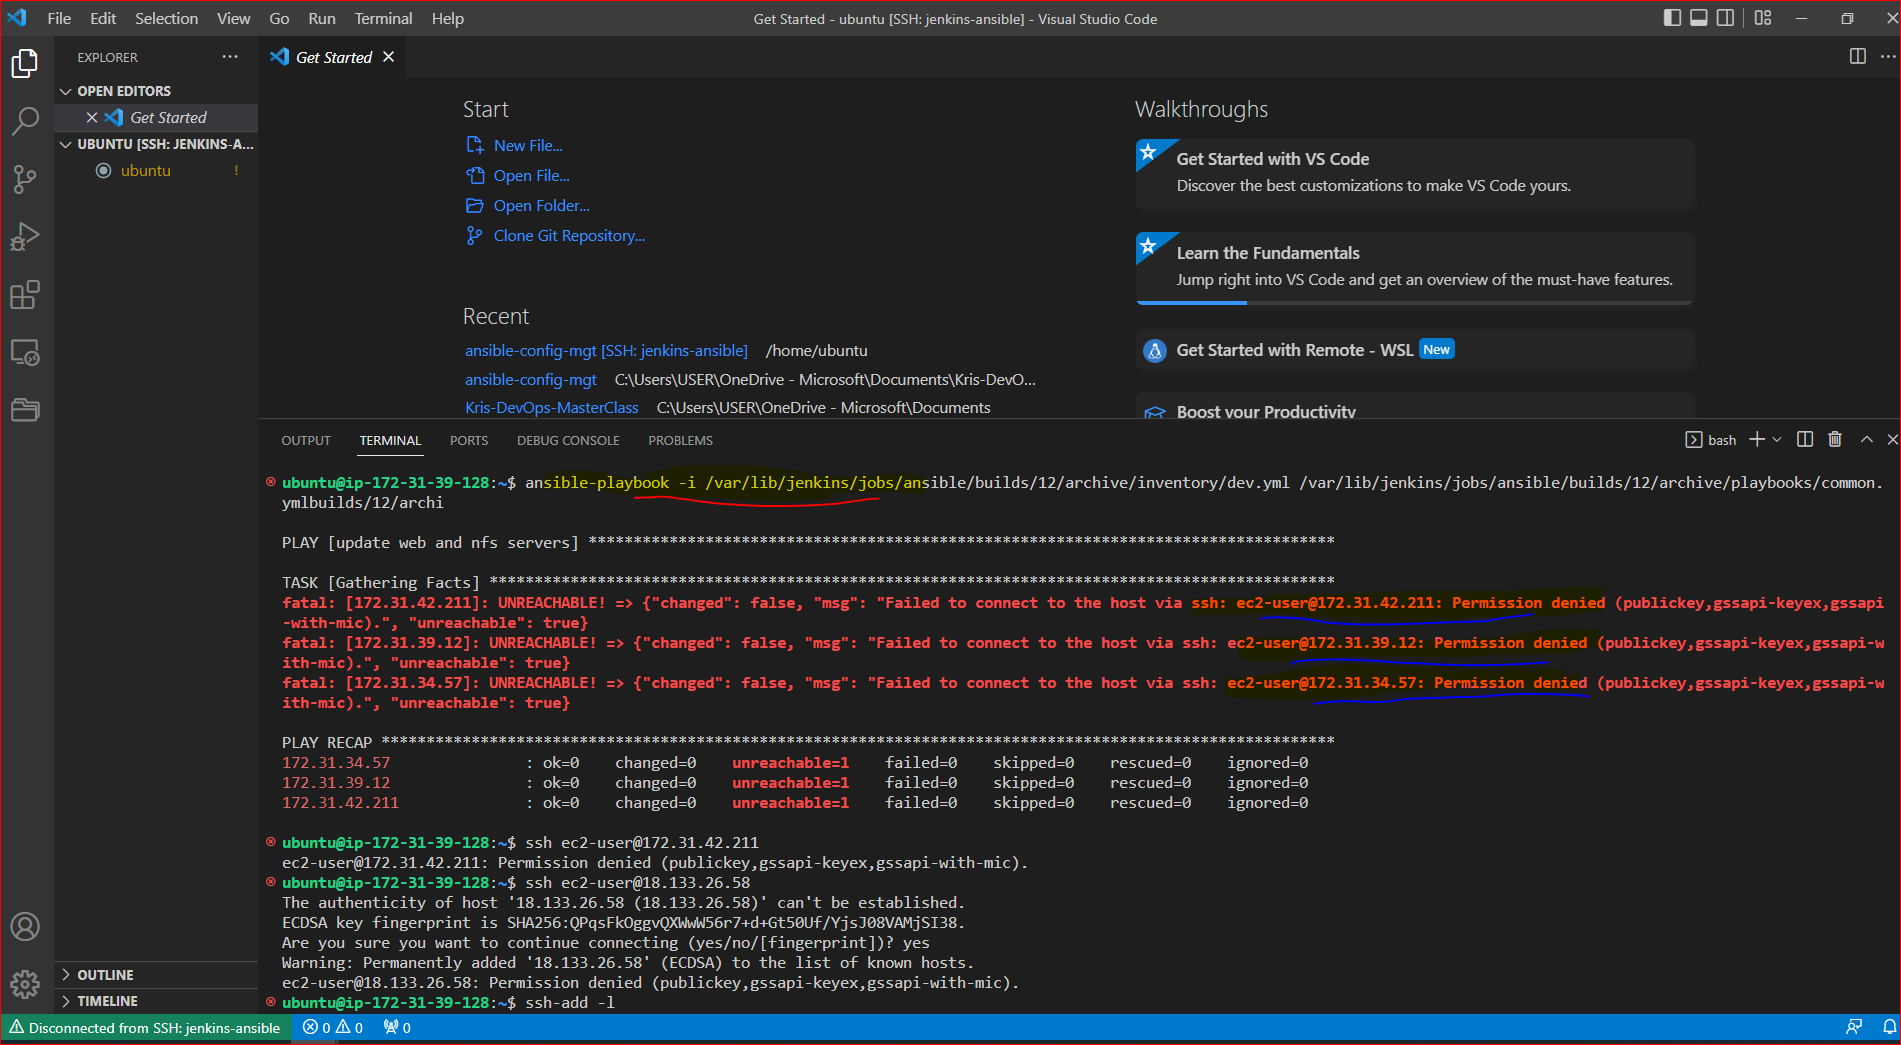 File Edit Selection View Go Run Terminal Help
Get Started - ubuntu [SSH: jenkins-ansible] - Visual Studio Code
EXPLORER
OPEN EDITORS
Get Started
UBUNTU [SSH: JENKINS-A...
ubuntu !
OUTLINE
TIMELINE
Get Started
Start
New File...
Open File...
Open Folder...
Clone Git Repository...
Recent
ansible-config-mgt [SSH: jenkins-ansible] /home/ubuntu
ansible-config-mgt C:\Users\USER\OneDrive - Microsoft\Documents\Kris-DevO...
Kris-DevOps-MasterClass C:\Users\USER\OneDrive - Microsoft\Documents
Walkthroughs
Get Started with VS Code
Discover the best customizations to make VS Code yours.
Learn the Fundamentals
Jump right into VS Code and get an overview of the must-have features.
Get Started with Remote - WSL New
Boost your Productivity
OUTPUT TERMINAL PORTS DEBUG CONSOLE PROBLEMS
bash
ubuntu@ip-172-31-39-128:~$ ansible-playbook -i /var/lib/jenkins/jobs/ansible/builds/12/archive/inventory/dev.yml /var/lib/jenkins/jobs/ansible/builds/12/archive/playbooks/common.
ymlbuilds/12/archi
PLAY [update web and nfs servers] ***********************************************************************************
TASK [Gathering Facts] **********************************************************************************************
fatal: [172.31.42.211]: UNREACHABLE! => {"changed": false, "msg": "Failed to connect to the host via ssh: ec2-user@172.31.42.211: Permission denied (publickey,gssapi-keyex,gssapi
-with-mic).", "unreachable": true}
fatal: [172.31.39.12]: UNREACHABLE! => {"changed": false, "msg": "Failed to connect to the host via ssh: ec2-user@172.31.39.12: Permission denied (publickey,gssapi-keyex,gssapi-w
ith-mic).", "unreachable": true}
fatal: [172.31.34.57]: UNREACHABLE! => {"changed": false, "msg": "Failed to connect to the host via ssh: ec2-user@172.31.34.57: Permission denied (publickey,gssapi-keyex,gssapi-w
ith-mic).", "unreachable": true}
PLAY RECAP **********************************************************************************************************
172.31.34.57 : ok=0 changed=0 unreachable=1 failed=0 skipped=0 rescued=0 ignored=0
172.31.39.12 : ok=0 changed=0 unreachable=1 failed=0 skipped=0 rescued=0 ignored=0
172.31.42.211 : ok=0 changed=0 unreachable=1 failed=0 skipped=0 rescued=0 ignored=0
ubuntu@ip-172-31-39-128:~$ ssh ec2-user@172.31.42.211
ec2-user@172.31.42.211: Permission denied (publickey,gssapi-keyex,gssapi-with-mic).
ubuntu@ip-172-31-39-128:~$ ssh ec2-user@18.133.26.58
The authenticity of host '18.133.26.58 (18.133.26.58)' can't be established.
ECDSA key fingerprint is SHA256:QPqsFkOggvQXWwW56r7+d+Gt50Uf/YjsJ08VAMjSI38.
Are you sure you want to continue connecting (yes/no/[fingerprint])? yes
Warning: Permanently added '18.133.26.58' (ECDSA) to the list of known hosts.
ec2-user@18.133.26.58: Permission denied (publickey,gssapi-keyex,gssapi-with-mic).
ubuntu@ip-172-31-39-128:~$ ssh-add -l
Disconnected from SSH: jenkins-ansible 0 0 0